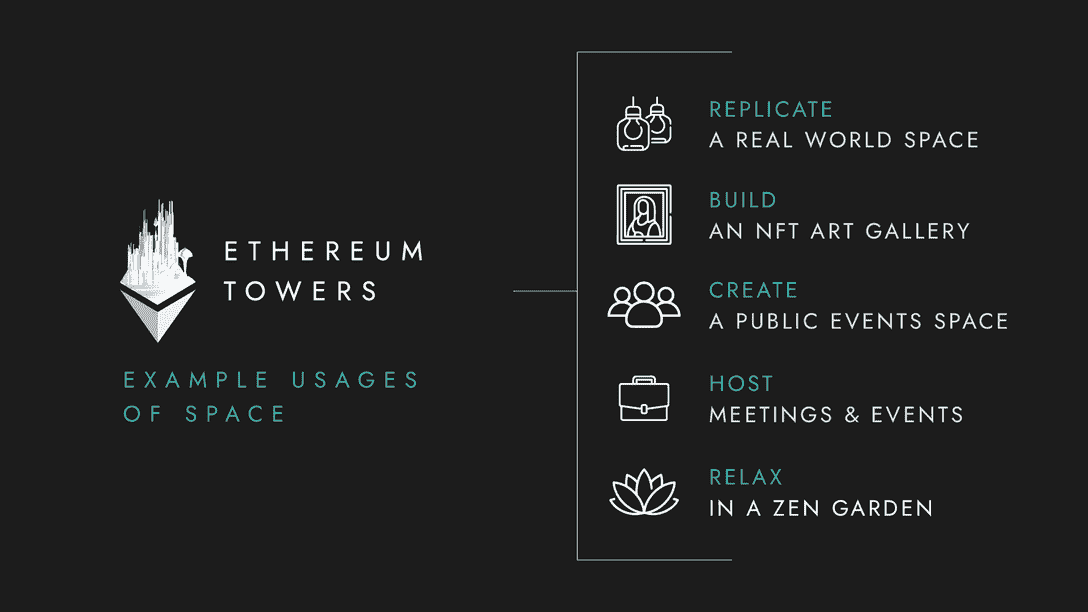 ETHEREUM
TOWERS
EXAMPLE USAGES
OF SPACE
REPLICATE
A REAL WORLD SPACE
BUILD
AN NFT ART GALLERY
CREATE
A PUBLIC EVENTS SPACE
HOST
MEETINGS & EVENTS
RELAX
IN A ZEN GARDEN